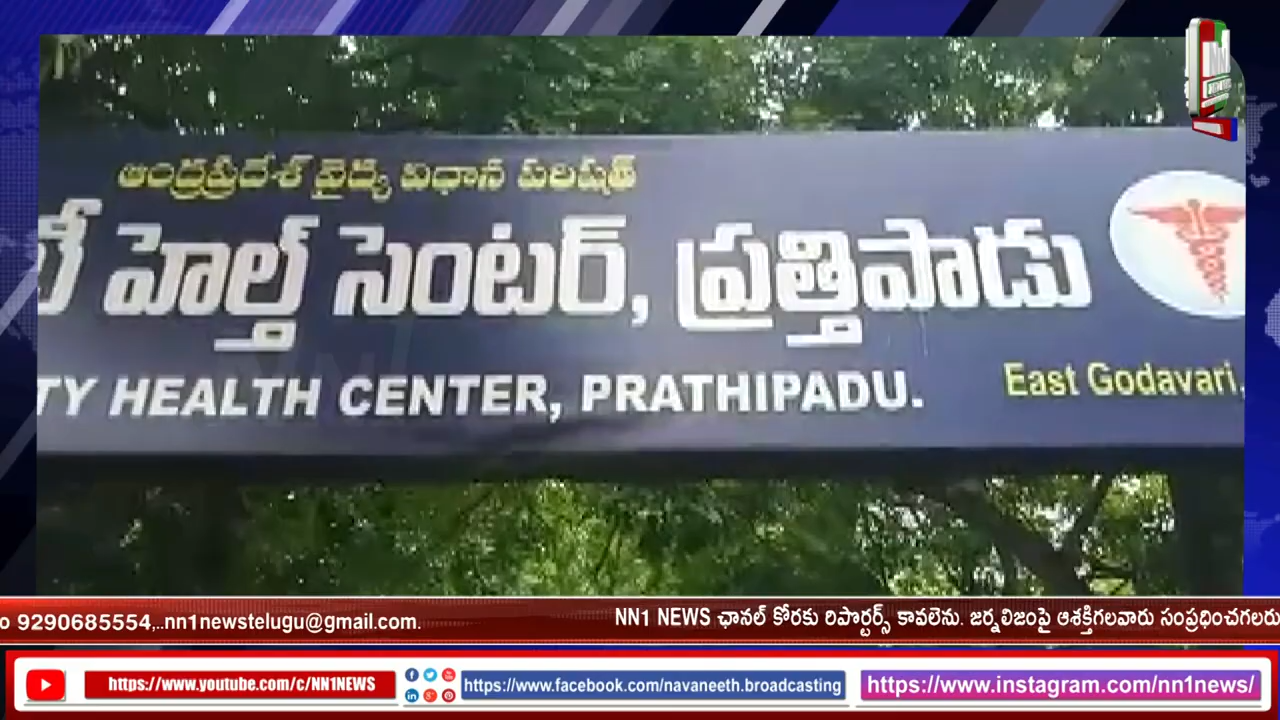 ఆంధ్రప్రదేశ్ వైద్య విధాన పరిషత్
హెల్త్ సెంటర్, ప్రత్తిపాడు
TY HEALTH CENTER, PRATHIPADU.
East Godavari,
9290685554,..nn1newstelugu@gmail.com.
NN1 NEWS ఛానల్ కోరకు రిపొర్టర్స్ కావలెను. జర్నలిజంపై ఆశక్తిగలవారు సంప్రధించగలరు
https://www.youtube.com/c/NN1NEWS
https://www.facebook.com/navaneeth.broadcasting
https://www.instagram.com/nn1news/